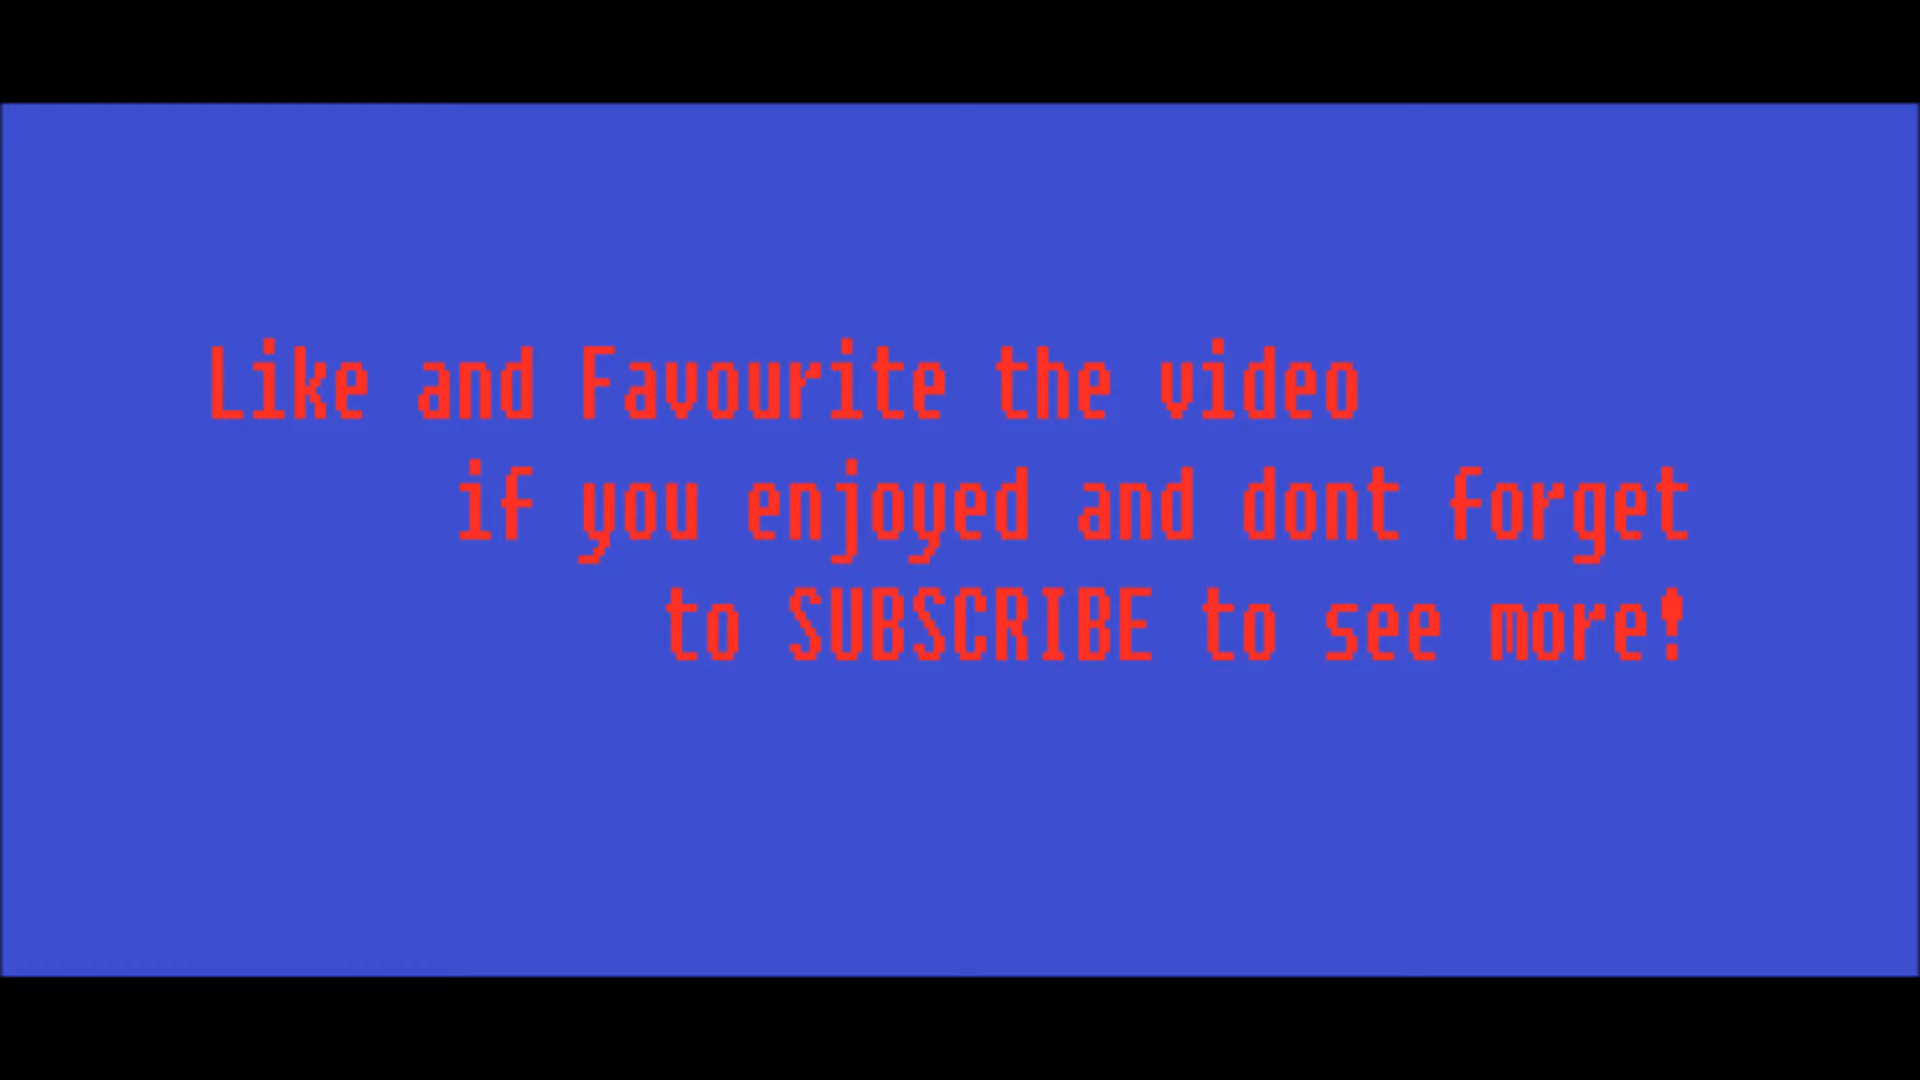 Like and Favourite the video
if you enjoyed and dont forget
to SUBSCRIBE to see more!